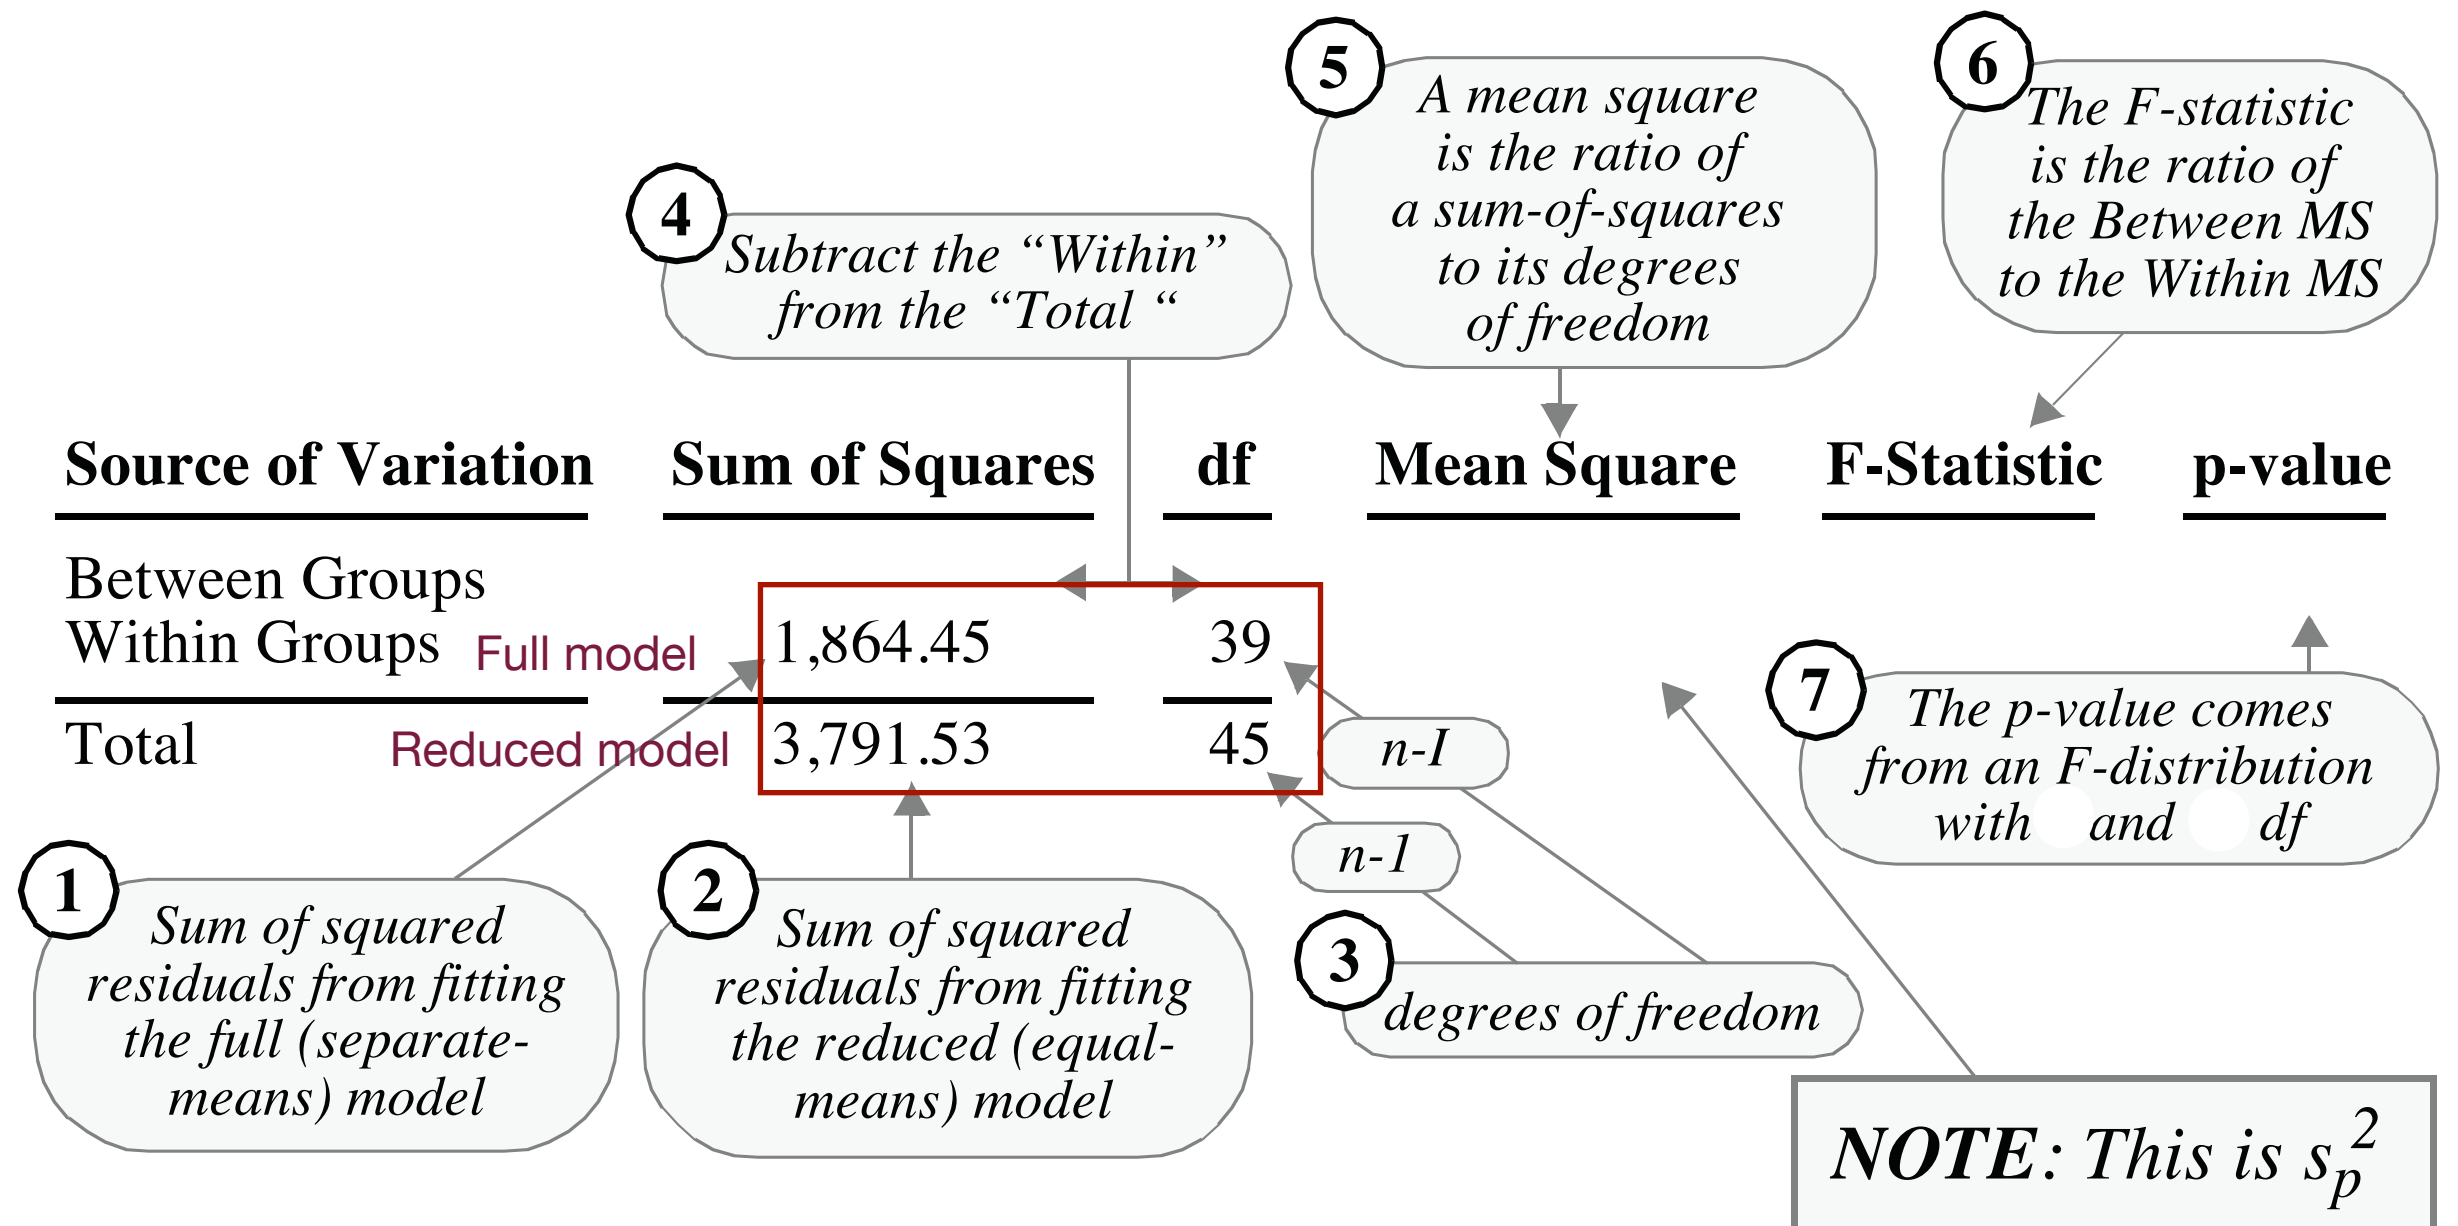 5
A mean square
is the ratio of
a sum-of-squares
to its degrees
of freedom
6
The F-statistic
is the ratio of
the Between MS
to the Within MS
4
Subtract the “Within”
from the “Total “
Source of Variation Sum of Squares df Mean Square F-Statistic p-value
Between Groups
Within Groups Full model 1,864.45 39
Total Reduced model 3,791.53 45
n-I
n-1
7
The p-value comes
from an F-distribution
with and df
1
Sum of squared
residuals from fitting
the full (separate-
means) model
2
Sum of squared
residuals from fitting
the reduced (equal-
means) model
3
degrees of freedom
NOTE: This is sₚ²